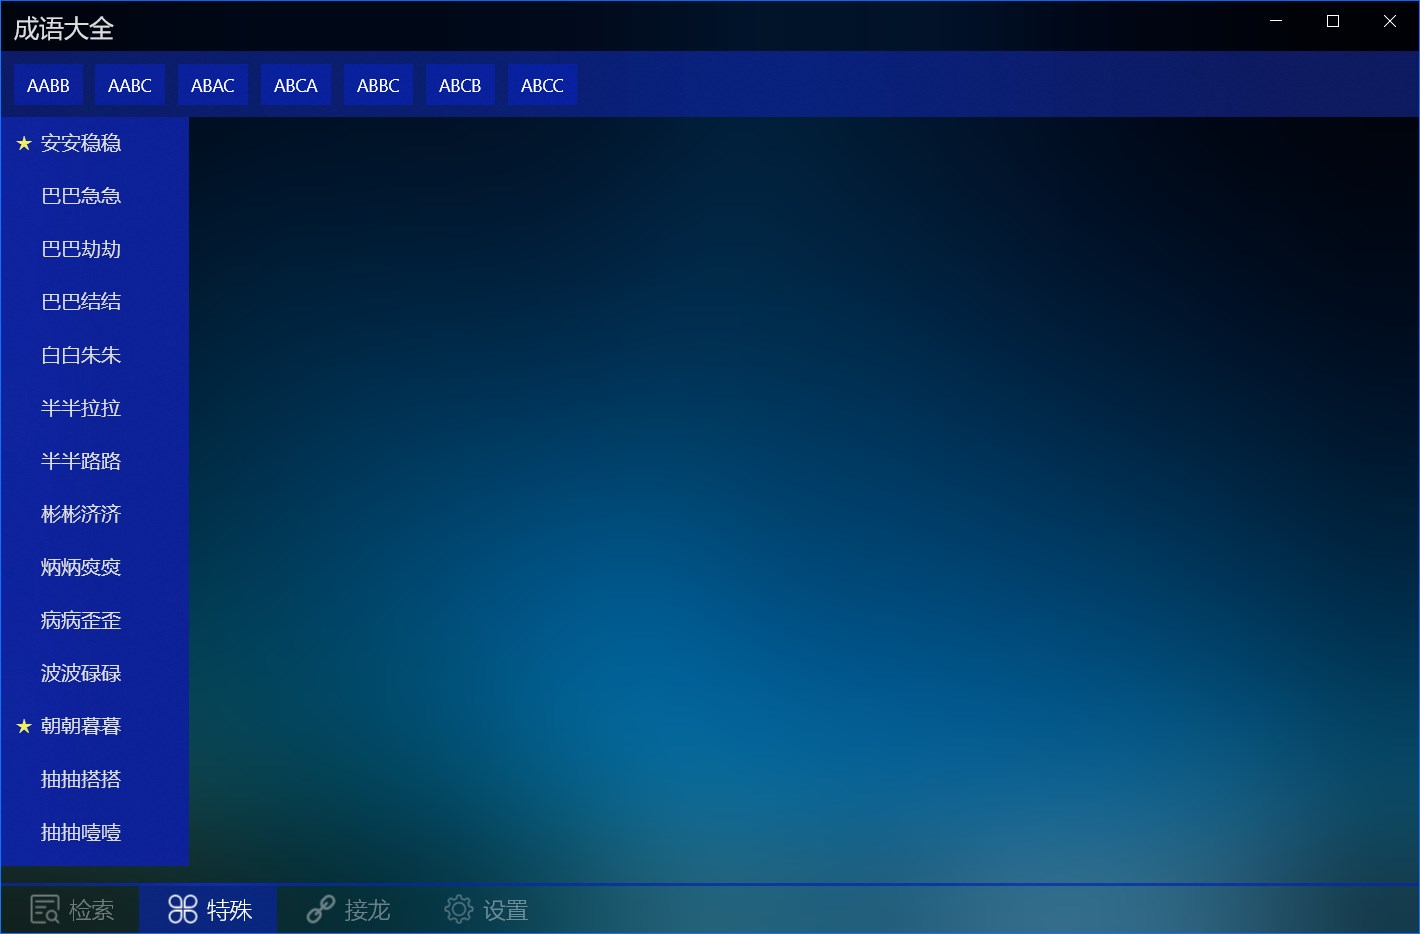 成语大全
AABB AABC ABAC ABCA ABBC ABCB ABCC
★ 安安稳稳
巴巴急急
巴巴劫劫
巴巴结结
白白朱朱
半半拉拉
半半路路
彬彬济济
炳炳烺烺
病病歪歪
波波碌碌
★ 朝朝暮暮
抽抽搭搭
抽抽噎噎
检索 特殊 接龙 设置